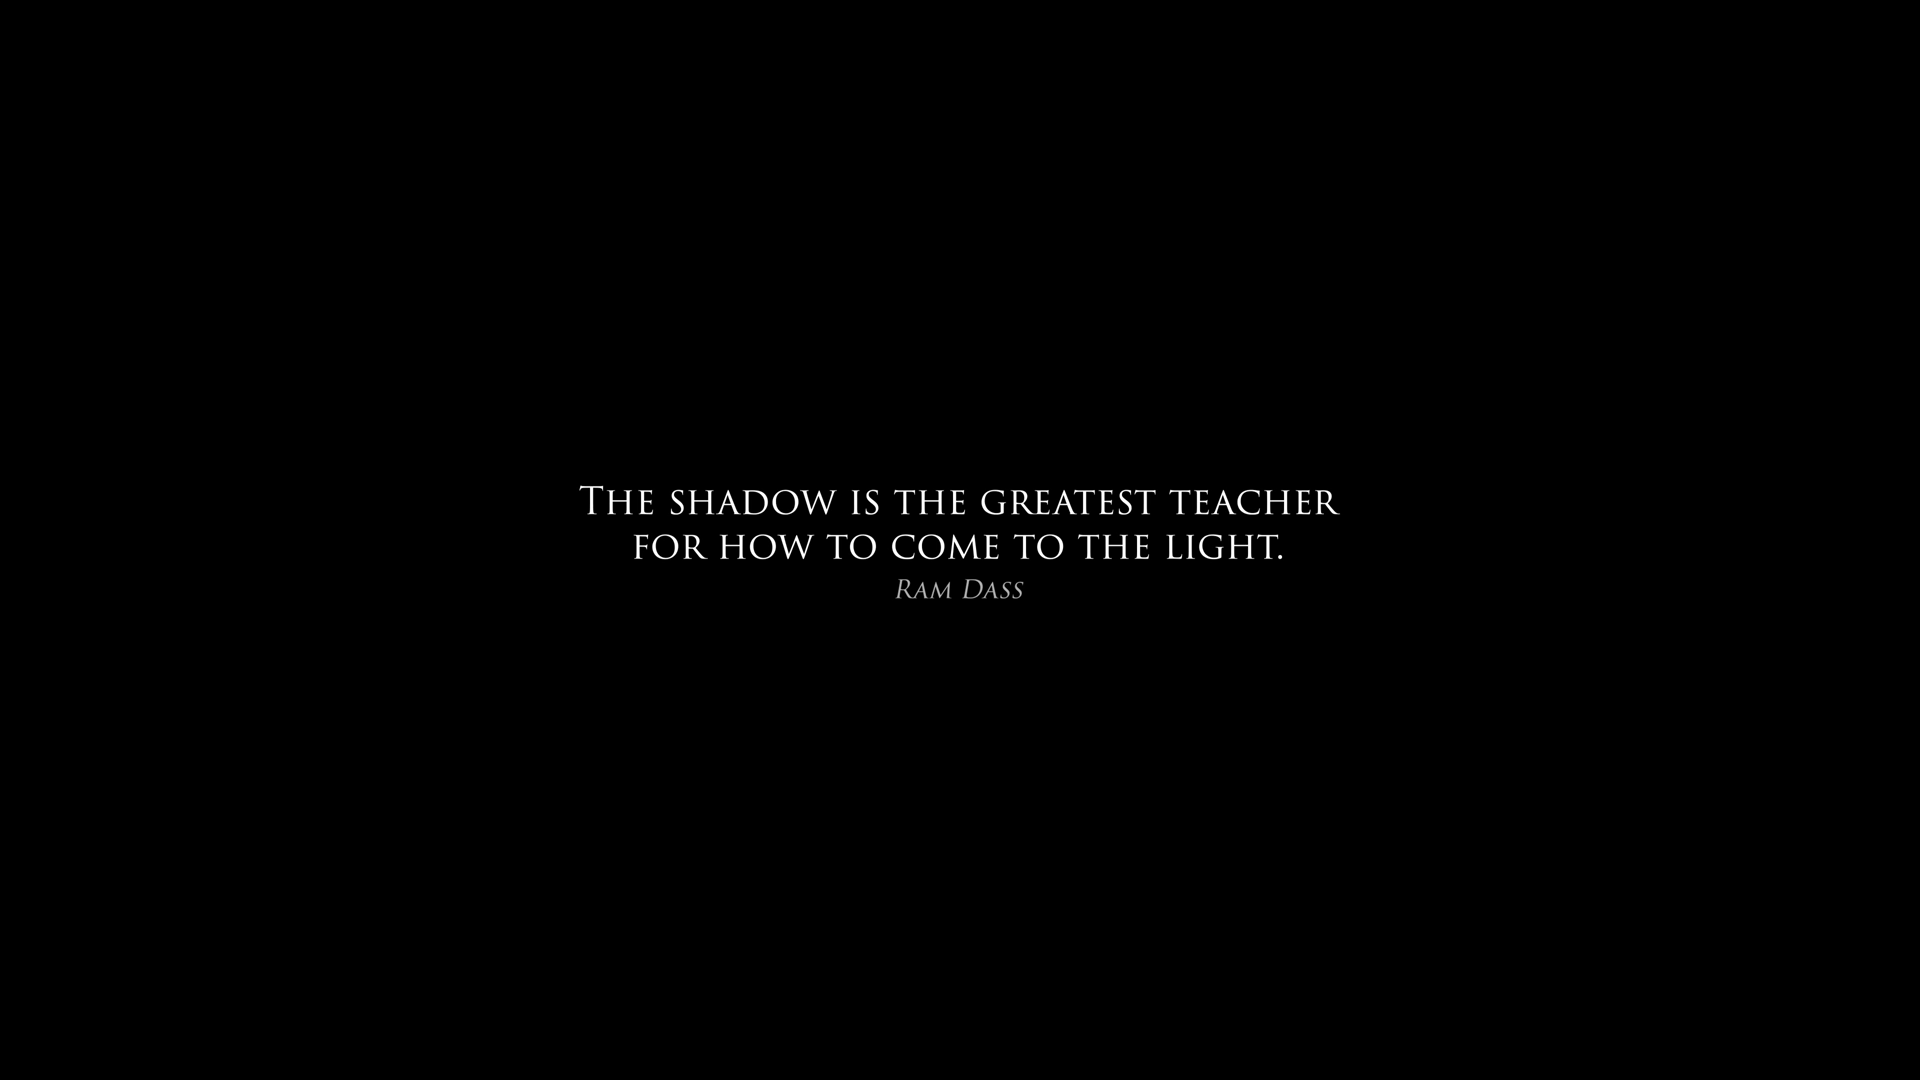 The shadow is the greatest teacher
for how to come to the light.
Ram Dass